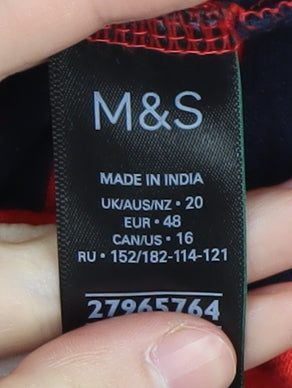 M&S
MADE IN INDIA
UK/AUS/NZ • 20
EUR • 48
CAN/US • 16
RU • 152/182-114-121
27965764